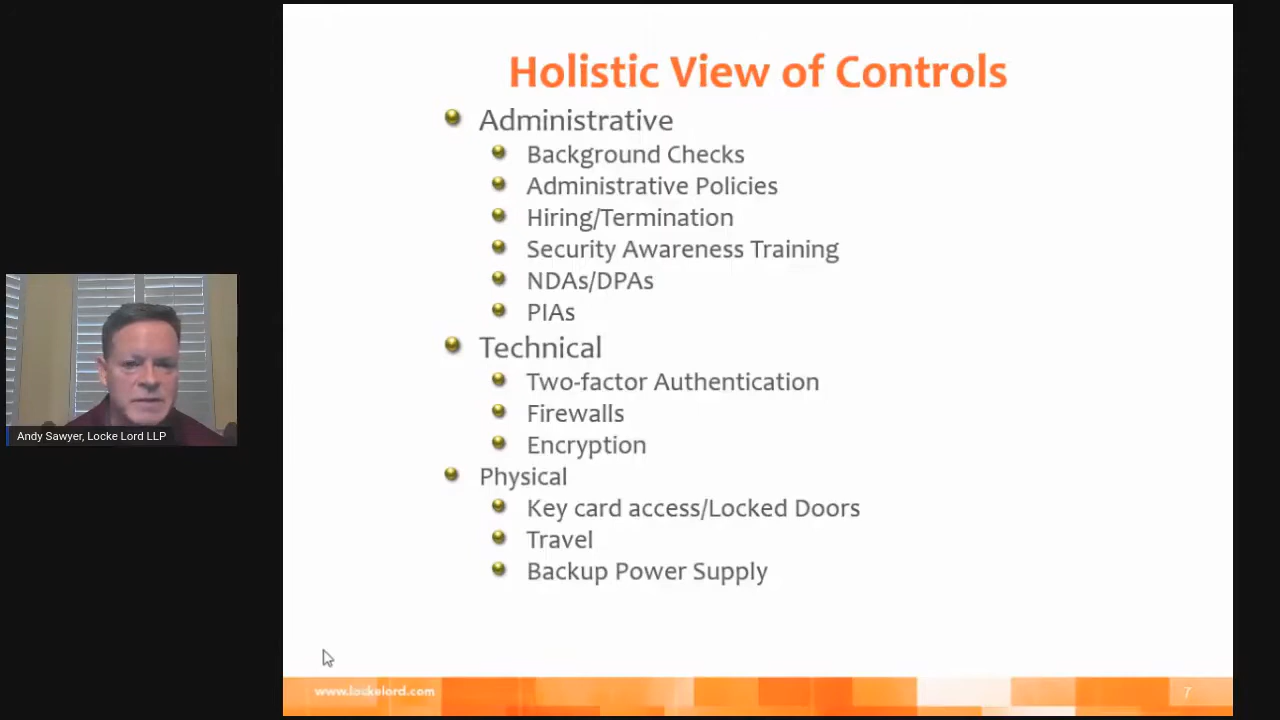 Holistic View of Controls
Administrative
Background Checks
Administrative Policies
Hiring/Termination
Security Awareness Training
NDAs/DPAs
PIAs
Technical
Two-factor Authentication
Firewalls
Encryption
Physical
Key card access/Locked Doors
Travel
Backup Power Supply
Andy Sawyer, Locke Lord LLP
www.lockelord.com
7